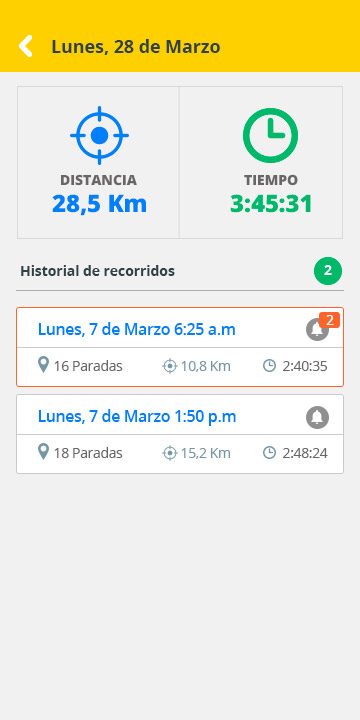 Lunes, 28 de Marzo
DISTANCIA
28,5 Km
TIEMPO
3:45:31
Historial de recorridos
2
Lunes, 7 de Marzo 6:25 a.m
2
16 Paradas
10,8 Km
2:40:35
Lunes, 7 de Marzo 1:50 p.m
18 Paradas
15,2 Km
2:48:24